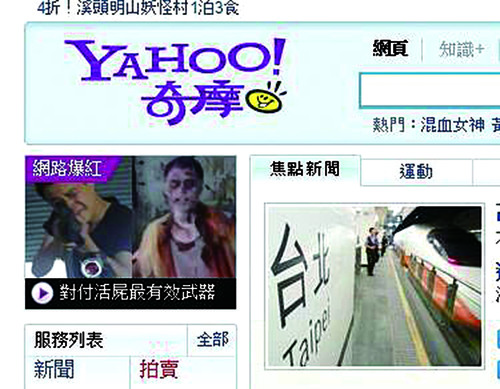 4折！溪頭明山妖怪村1泊3食
YAHOO!
奇摩
網頁 知識+
熱門：混血女神
網路爆紅
對付活屍最有效武器
焦點新聞 運動
台北
Taipei
服務列表 全部
新聞 拍賣